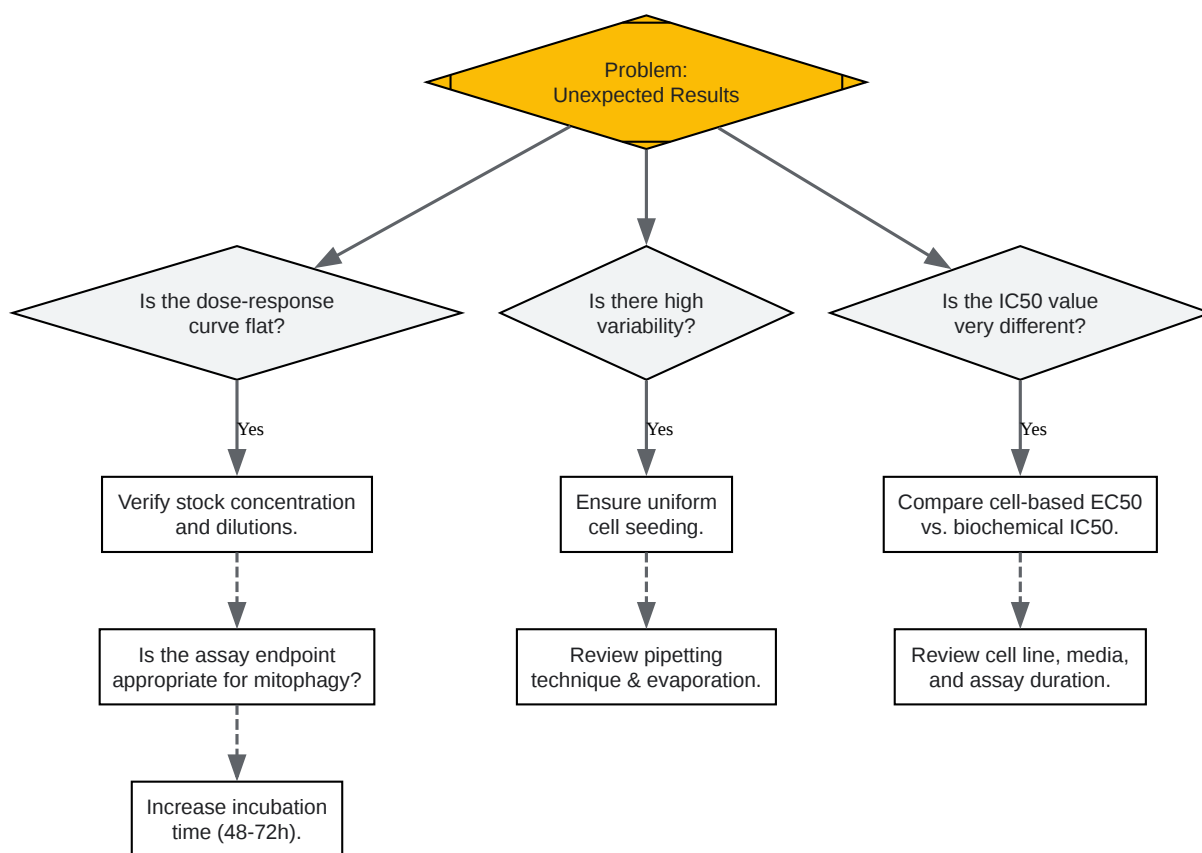 Problem:
Unexpected Results
Is the dose-response
curve flat?
Is there high
variability?
Is the IC50 value
very different?
Yes
Yes
Yes
Verify stock concentration
and dilutions.
Ensure uniform
cell seeding.
Compare cell-based EC50
vs. biochemical IC50.
Is the assay endpoint
appropriate for mitophagy?
Review pipetting
technique & evaporation.
Review cell line, media,
and assay duration.
Increase incubation
time (48-72h).